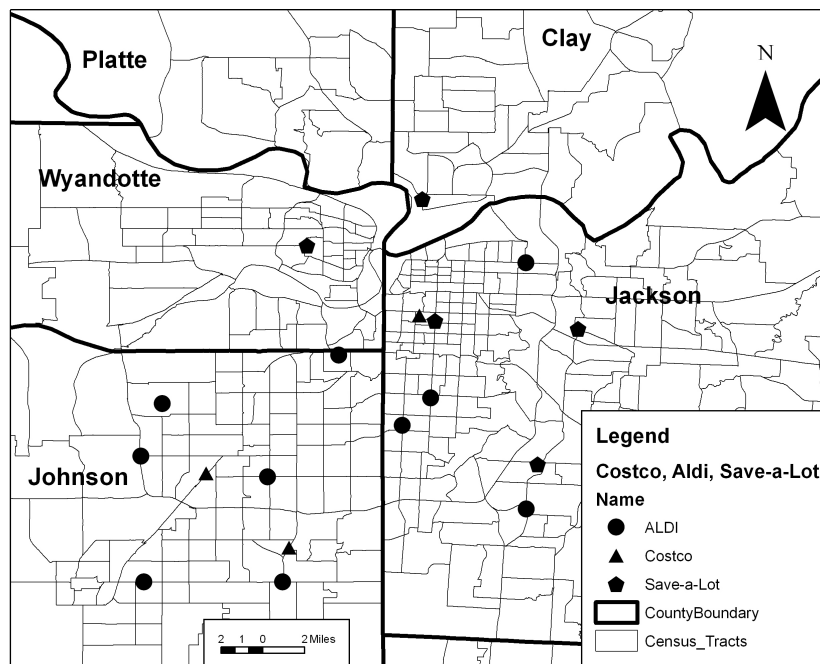 Platte
Clay
N
Wyandotte
Jackson
Johnson
Legend
Costco, Aldi, Save-a-Lot
Name
ALDI
Costco
Save-a-Lot
CountyBoundary
Census_Tracts
2 1 0 2 Miles